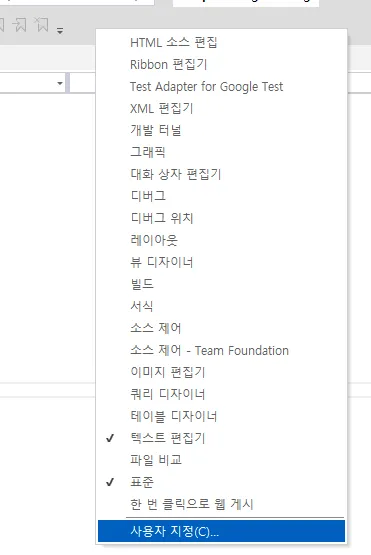 HTML 소스 편집
Ribbon 편집기
Test Adapter for Google Test
XML 편집기
개발 터널
그래픽
대화 상자 편집기
디버그
디버그 위치
레이아웃
뷰 디자이너
빌드
서식
소스 제어
소스 제어 - Team Foundation
이미지 편집기
쿼리 디자이너
테이블 디자이너
텍스트 편집기
파일 비교
표준
한 번 클릭으로 웹 게시
사용자 지정(C)...